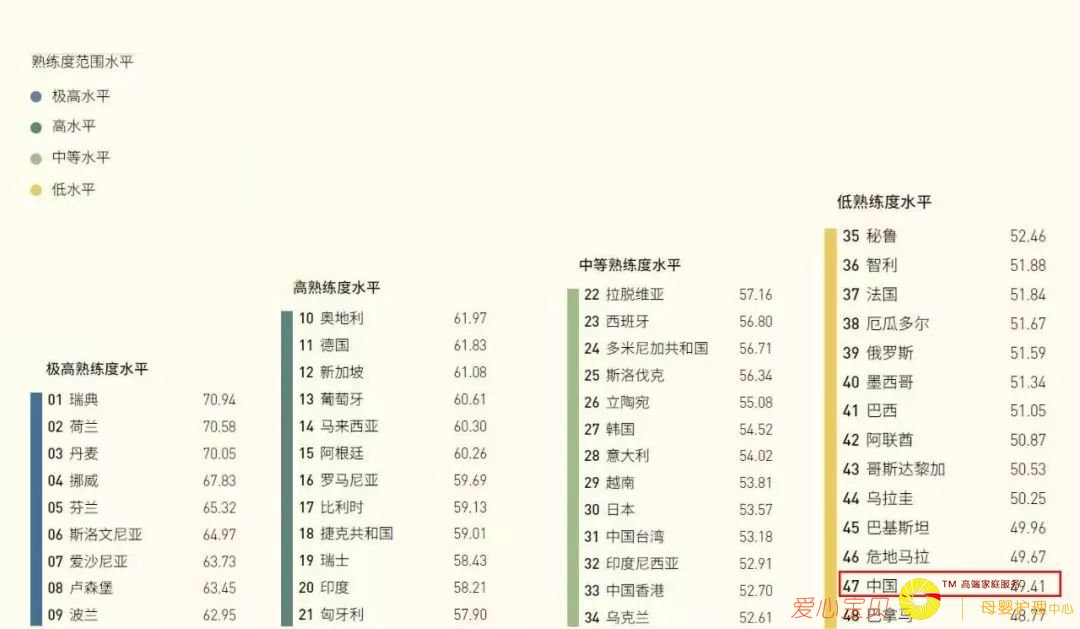 熟练度范围水平
极高水平
高水平
中等水平
低水平
极高熟练度水平
01 瑞典 70.94
02 荷兰 70.58
03 丹麦 70.05
04 挪威 67.83
05 芬兰 65.32
06 斯洛文尼亚 64.97
07 爱沙尼亚 63.73
08 卢森堡 63.45
09 波兰 62.95
高熟练度水平
10 奥地利 61.97
11 德国 61.83
12 新加坡 61.08
13 葡萄牙 60.61
14 马来西亚 60.30
15 阿根廷 60.26
16 罗马尼亚 59.69
17 比利时 59.13
18 捷克共和国 59.01
19 瑞士 58.43
20 印度 58.21
21 匈牙利 57.90
中等熟练度水平
22 拉脱维亚 57.16
23 西班牙 56.80
24 多米尼加共和国 56.71
25 斯洛伐克 56.34
26 立陶宛 55.08
27 韩国 54.52
28 意大利 54.02
29 越南 53.81
30 日本 53.57
31 中国台湾 53.18
32 印度尼西亚 52.91
33 中国香港 52.70
34 乌克兰 52.61
低熟练度水平
35 秘鲁 52.46
36 智利 51.88
37 法国 51.84
38 厄瓜多尔 51.67
39 俄罗斯 51.59
40 墨西哥 51.34
41 巴西 51.05
42 阿联酋 50.87
43 哥斯达黎加 50.53
44 乌拉圭 50.25
45 巴基斯坦 49.96
46 危地马拉 49.67
47 中国 49.41
48 巴拿马 48.77
TM 高端家庭服务
爱心宝贝
母婴护理中心